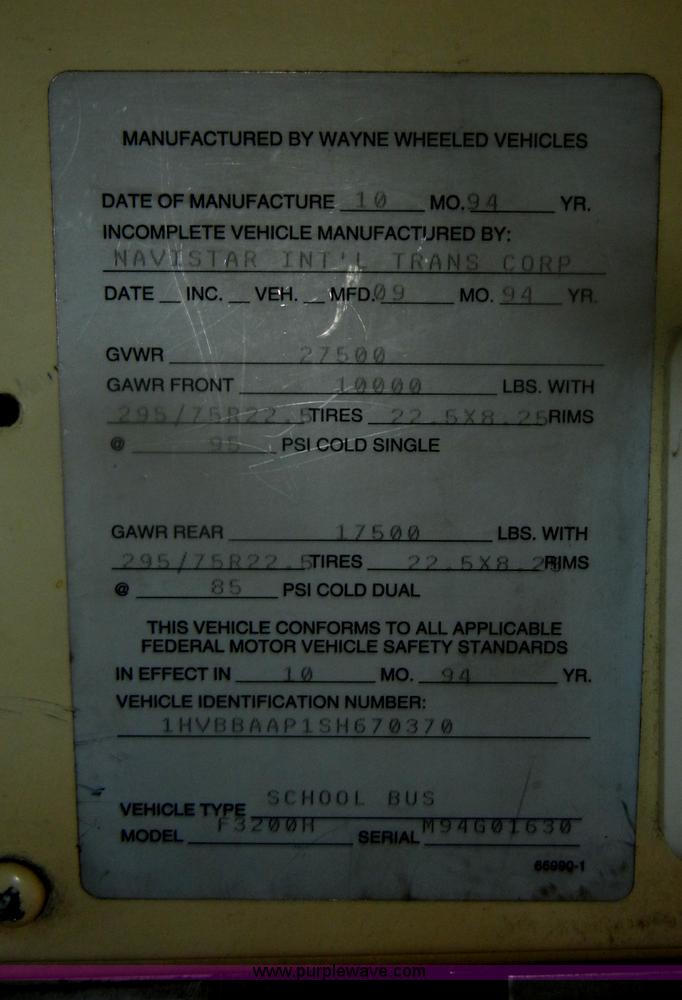 MANUFACTURED BY WAYNE WHEELED VEHICLES
DATE OF MANUFACTURE 10 MO. 94 YR.
INCOMPLETE VEHICLE MANUFACTURED BY:
NAVISTAR INT'L TRANS CORP
DATE __ INC. __ VEH. __ MFD. 09 MO. 94 YR.
GVWR 27500
GAWR FRONT 10000 LBS. WITH
295/75R22.5 TIRES 22.5X8.25 RIMS
@ 95 PSI COLD SINGLE
GAWR REAR 17500 LBS. WITH
295/75R22.5 TIRES 22.5X8.25 RIMS
@ 85 PSI COLD DUAL
THIS VEHICLE CONFORMS TO ALL APPLICABLE
FEDERAL MOTOR VEHICLE SAFETY STANDARDS
IN EFFECT IN 10 MO. 94 YR.
VEHICLE IDENTIFICATION NUMBER:
1HVBBAAP1SH670370
VEHICLE TYPE SCHOOL BUS
MODEL F3200H SERIAL M94G01630
66990-1
www.purplewave.com